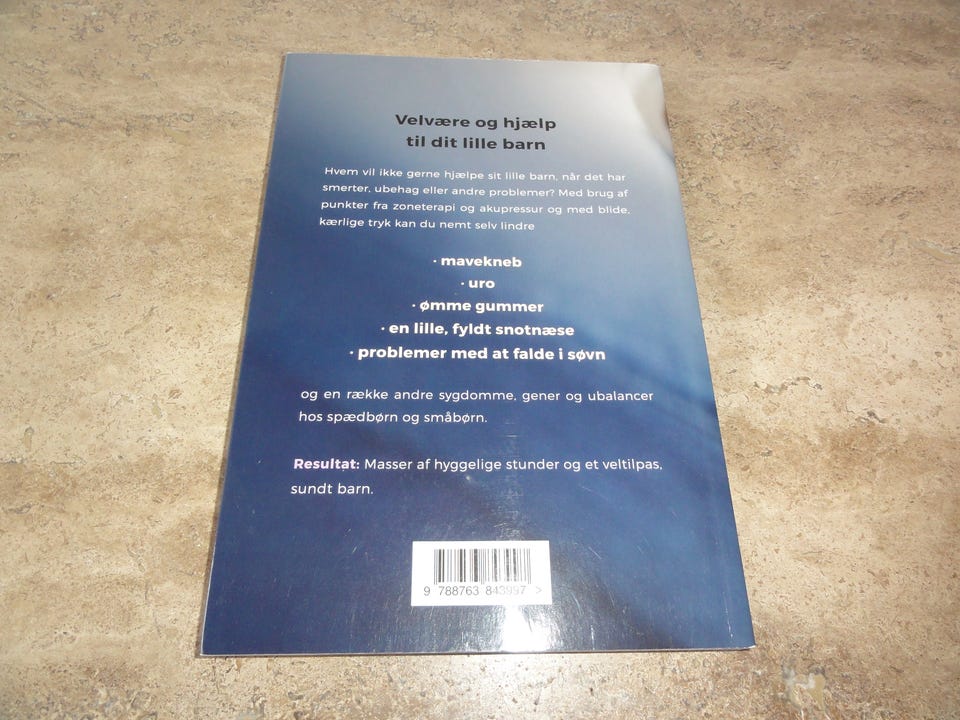 Velvære og hjælp
til dit lille barn
Hvem vil ikke gerne hjælpe sit lille barn, når det har
smerter, ubehag eller andre problemer? Med brug af
punkter fra zoneterapi og akupressur og med blide,
kærlige tryk kan du nemt selv lindre
· mavekneb
· uro
· ømme gummer
· en lille, fyldt snotnæse
· problemer med at falde i søvn
og en række andre sygdomme, gener og ubalancer
hos spædbørn og småbørn.
Resultat: Masser af hyggelige stunder og et veltilpas,
sundt barn.
9 788763 843997 >